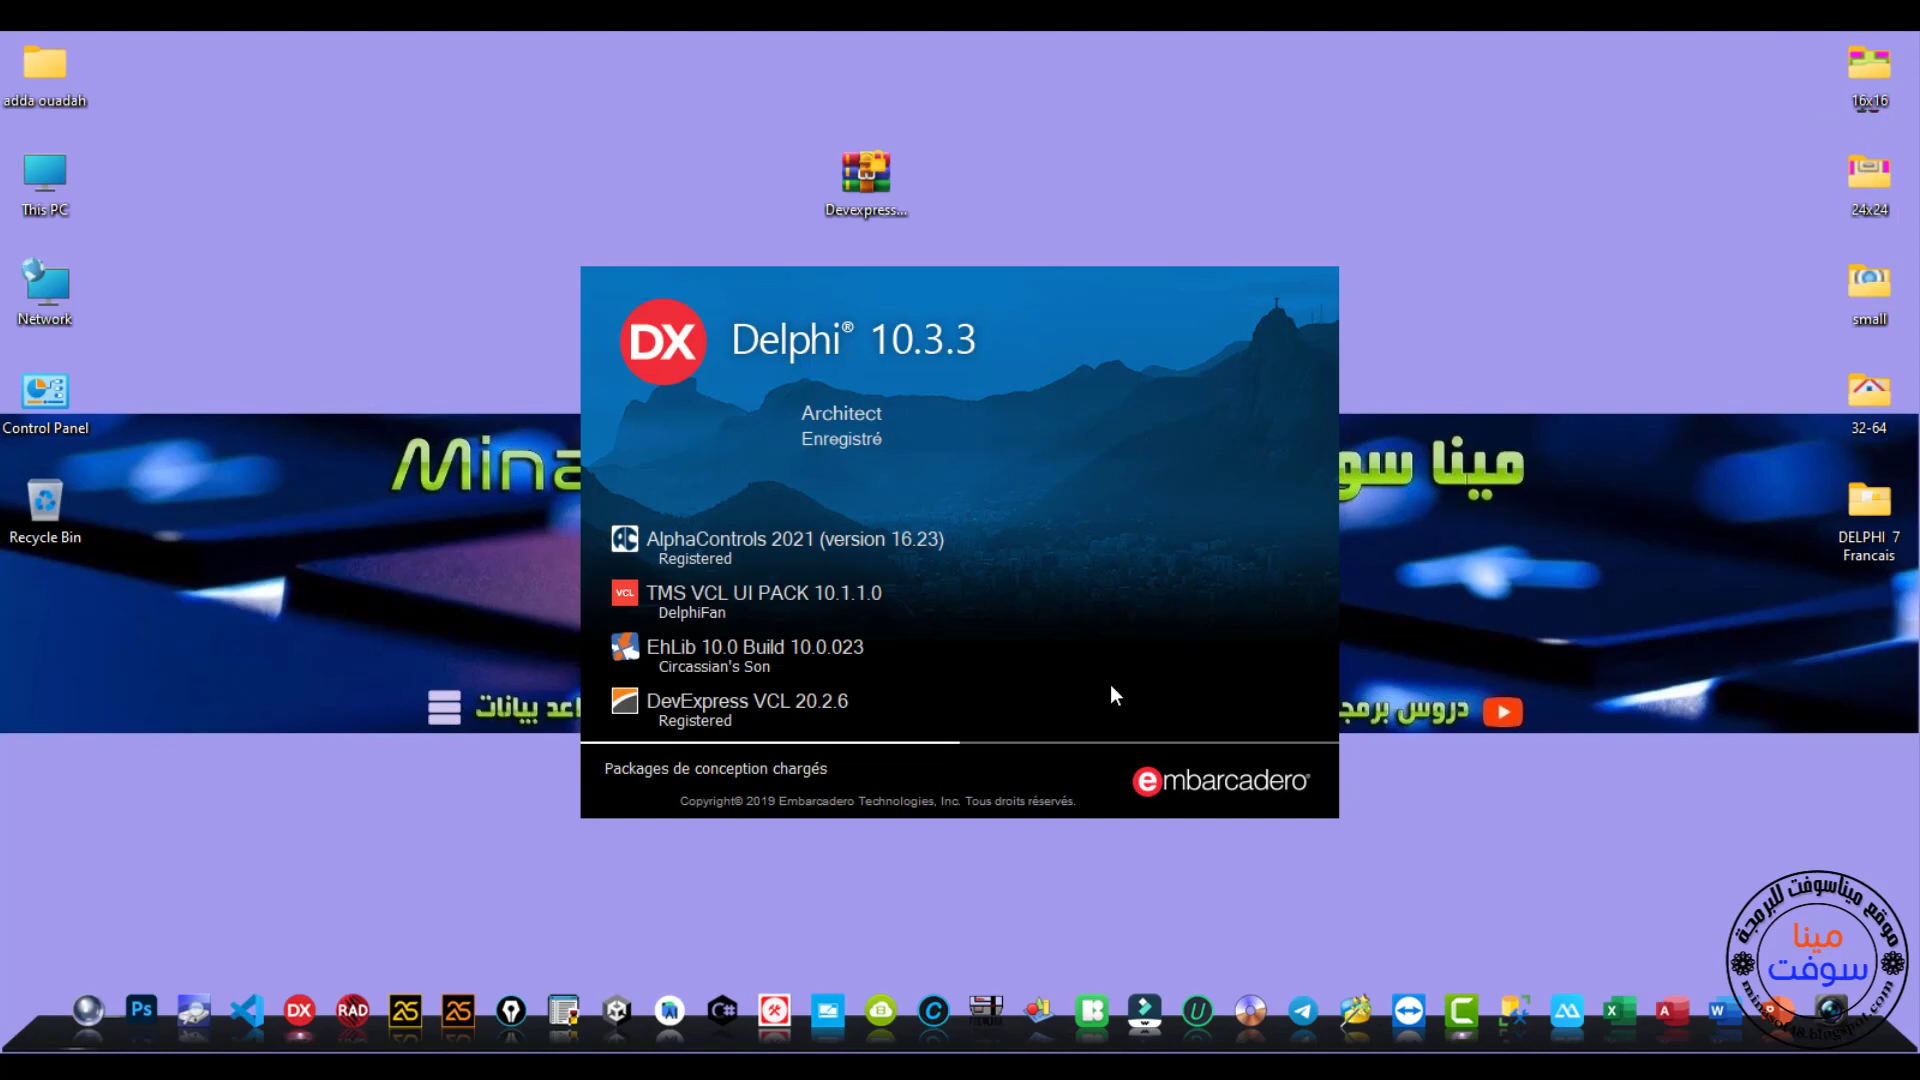 adda ouadah
This PC
Network
Control Panel
Recycle Bin
Devexpress...
16x16
24x24
small
32-64
DELPHI 7
Francais
Mina
مينا سو
عد بيانات
دروس برمج
DX
Delphi® 10.3.3
Architect
Enregistré
AC
AlphaControls 2021 (version 16.23)
Registered
VCL
TMS VCL UI PACK 10.1.1.0
DelphiFan
EhLib 10.0 Build 10.0.023
Circassian's Son
DevExpress VCL 20.2.6
Registered
Packages de conception chargés
embarcadero®
Copyright© 2019 Embarcadero Technologies, Inc. Tous droits réservés.
موقع ميناسوفت للبرمجة
مينا
سوفت
Ps
DX
RAD
C#
X
A
W